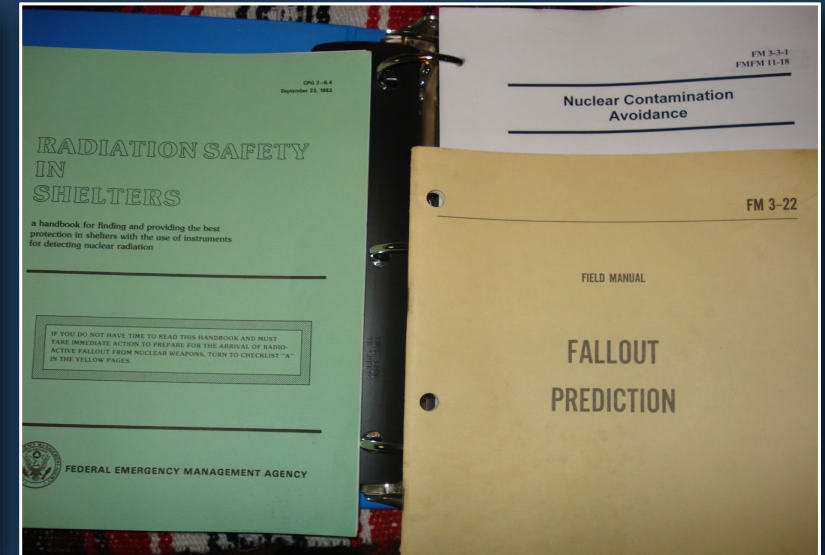 CPG 2-6.4
September 23, 1983
RADIATION SAFETY
IN
SHELTERS
a handbook for finding and providing the best
protection in shelters with the use of instruments
for detecting nuclear radiation
IF YOU DO NOT HAVE TIME TO READ THIS HANDBOOK AND MUST
TAKE IMMEDIATE ACTION TO PREPARE FOR THE ARRIVAL OF RADIO-
ACTIVE FALLOUT FROM NUCLEAR WEAPONS, TURN TO CHECKLIST "A"
IN THE YELLOW PAGES.
FEDERAL EMERGENCY MANAGEMENT AGENCY
FM 3-3-1
FMFM 11-18
Nuclear Contamination
Avoidance
FM 3-22
FIELD MANUAL
FALLOUT
PREDICTION